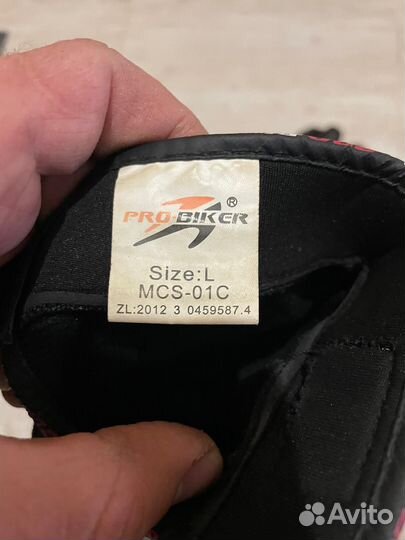 PRO-BIKER ®
Size:L
MCS-01C
ZL:2012 3 0459587.4
Avito